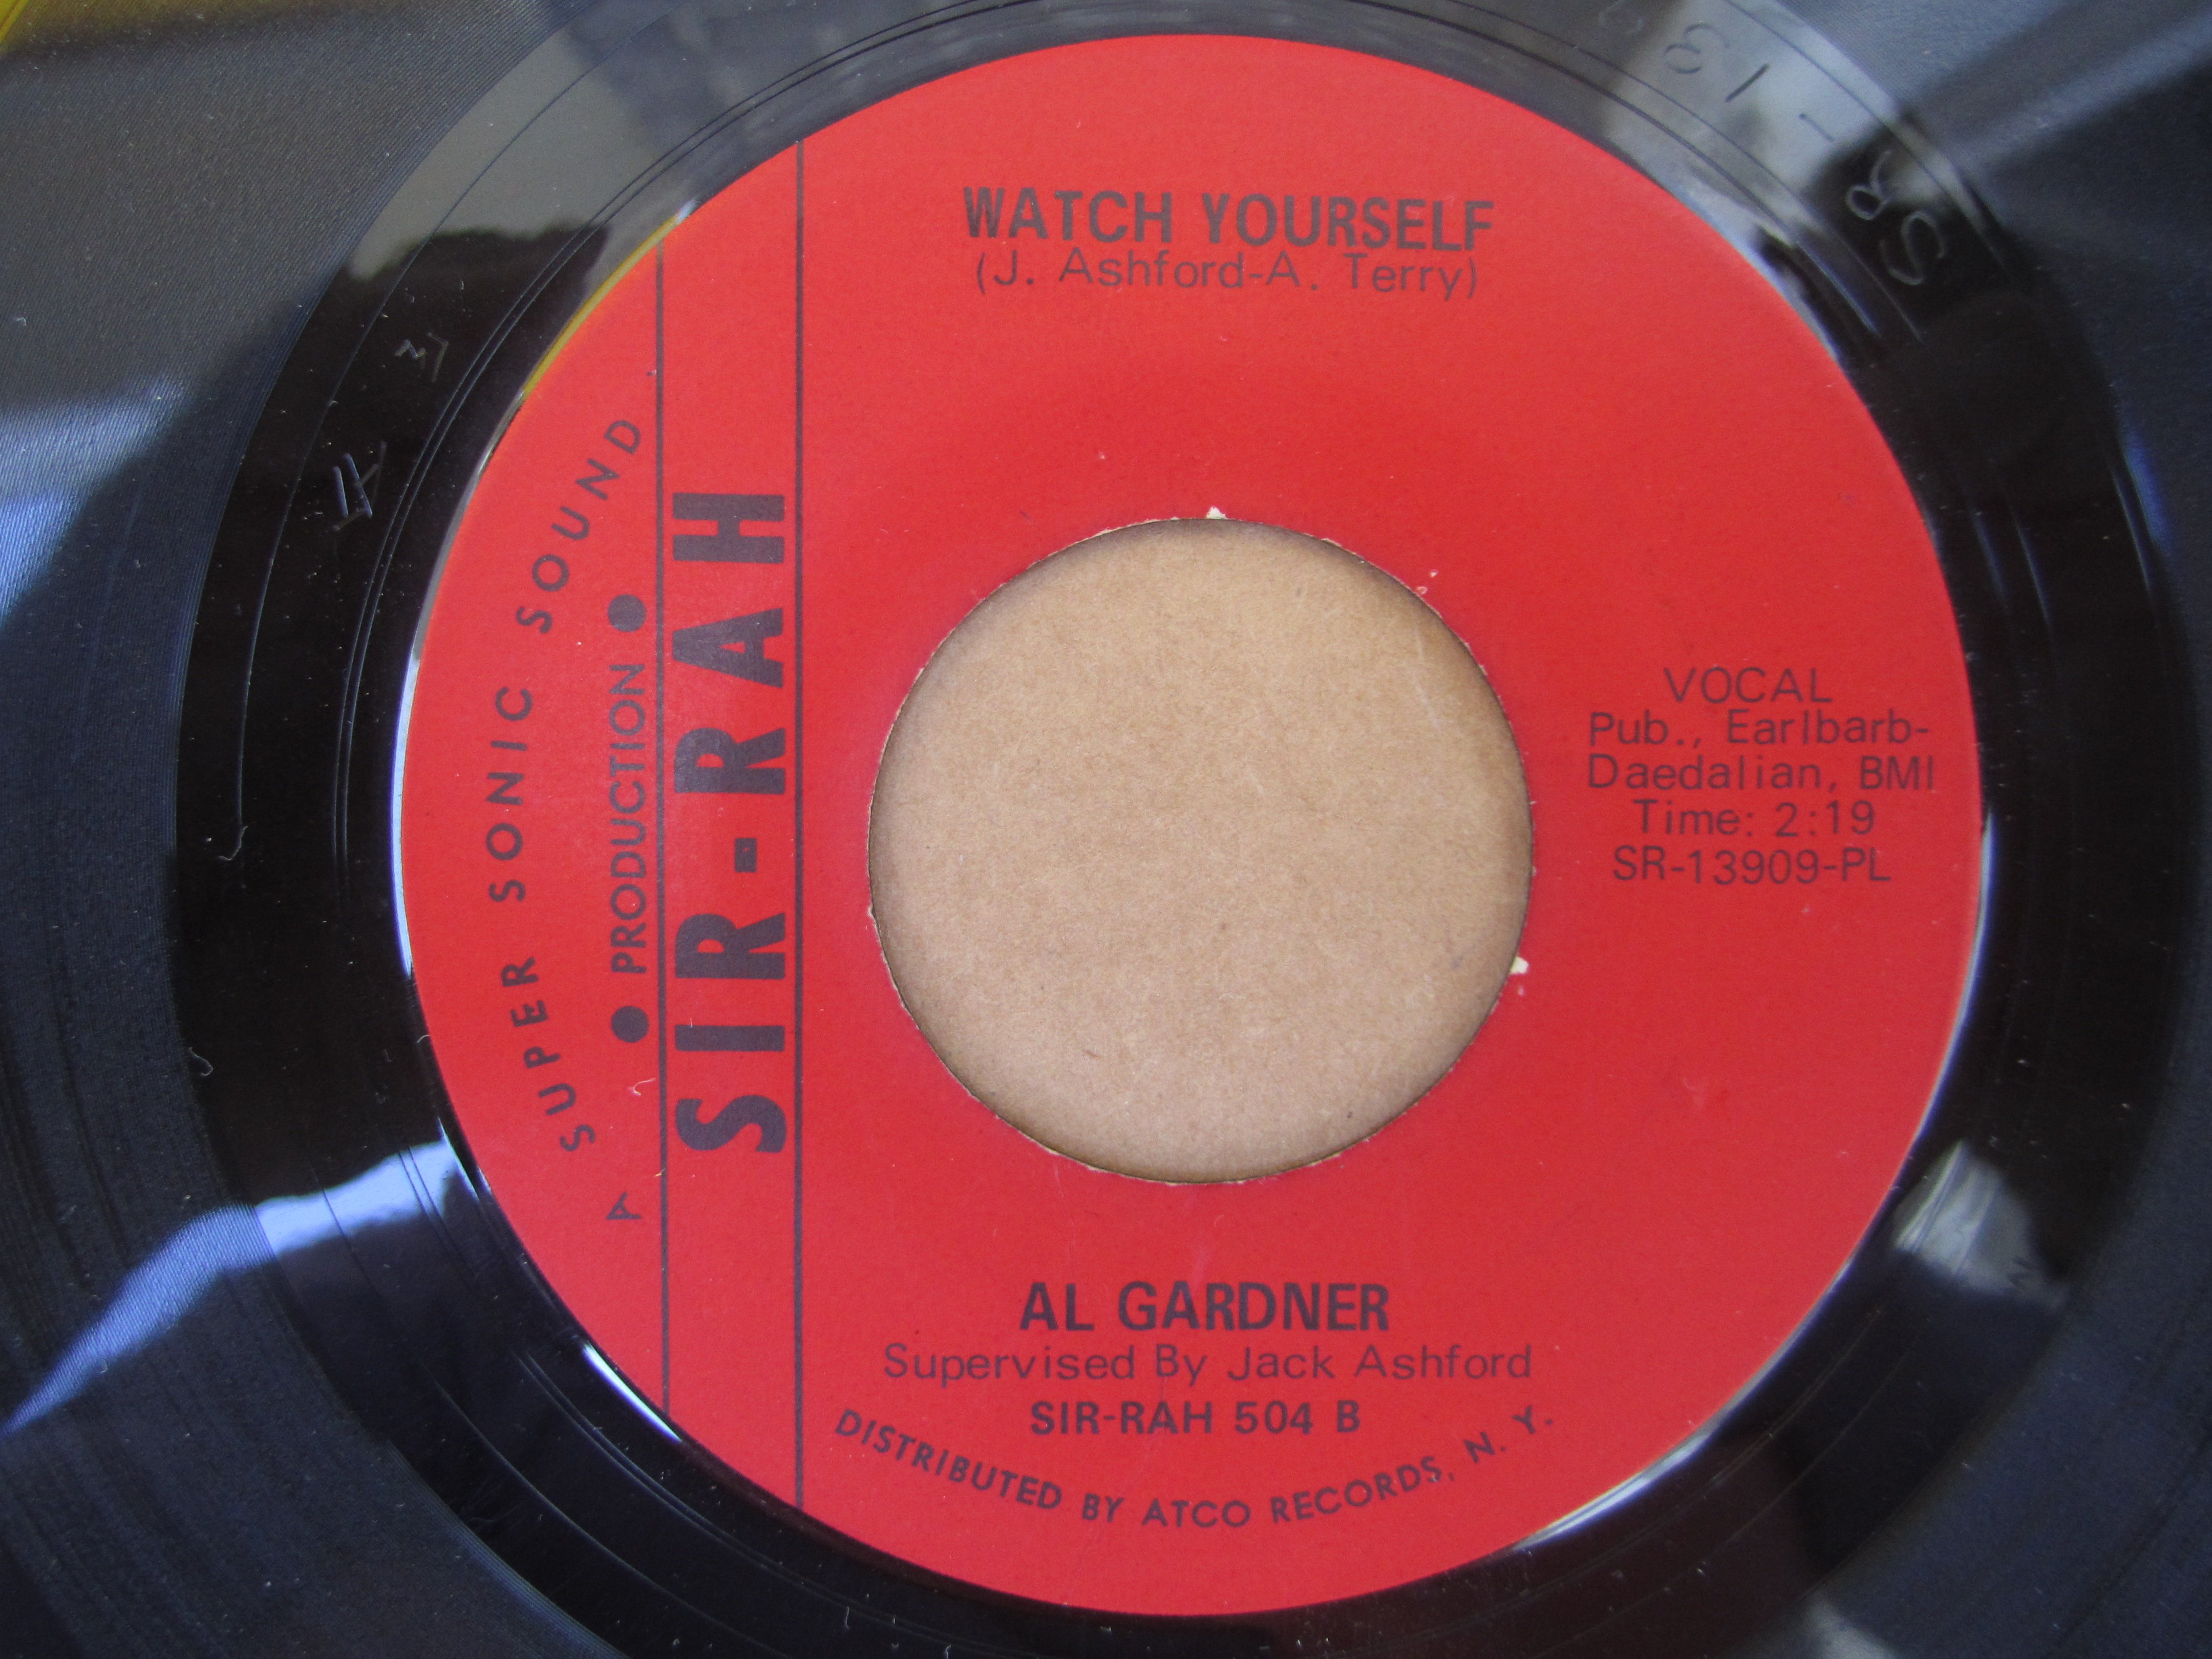 WATCH YOURSELF
(J. Ashford-A. Terry)
A SUPER SONIC SOUND
● PRODUCTION ●
SIR-RAH
VOCAL
Pub., Earlbarb-
Daedalian, BMI
Time: 2:19
SR-13909-PL
AL GARDNER
Supervised By Jack Ashford
SIR-RAH 504 B
DISTRIBUTED BY ATCO RECORDS, N. Y.